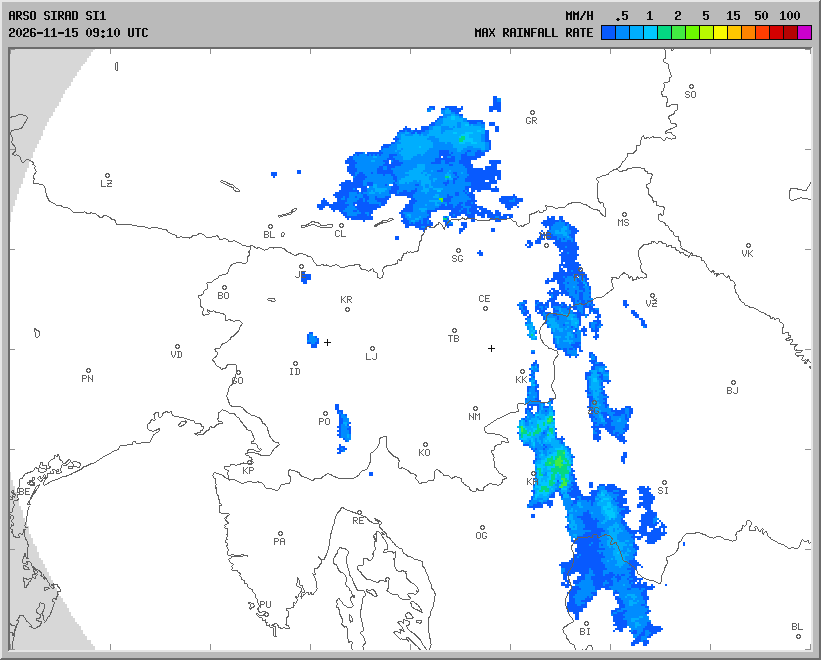 ARSO SIRAD SI1
2026-11-15 09:10 UTC
MM/H .5 1 2 5 15 50 100
MAX RAINFALL RATE
SO
GR
LZ
MS
BL
CL
VK
SG
BO
KR
CE
VZ
TB
LJ
VD
ID
PN
GO
KK
BJ
NM
PO
KO
KP
BE
SI
RE
OG
PA
PU
BI
BL